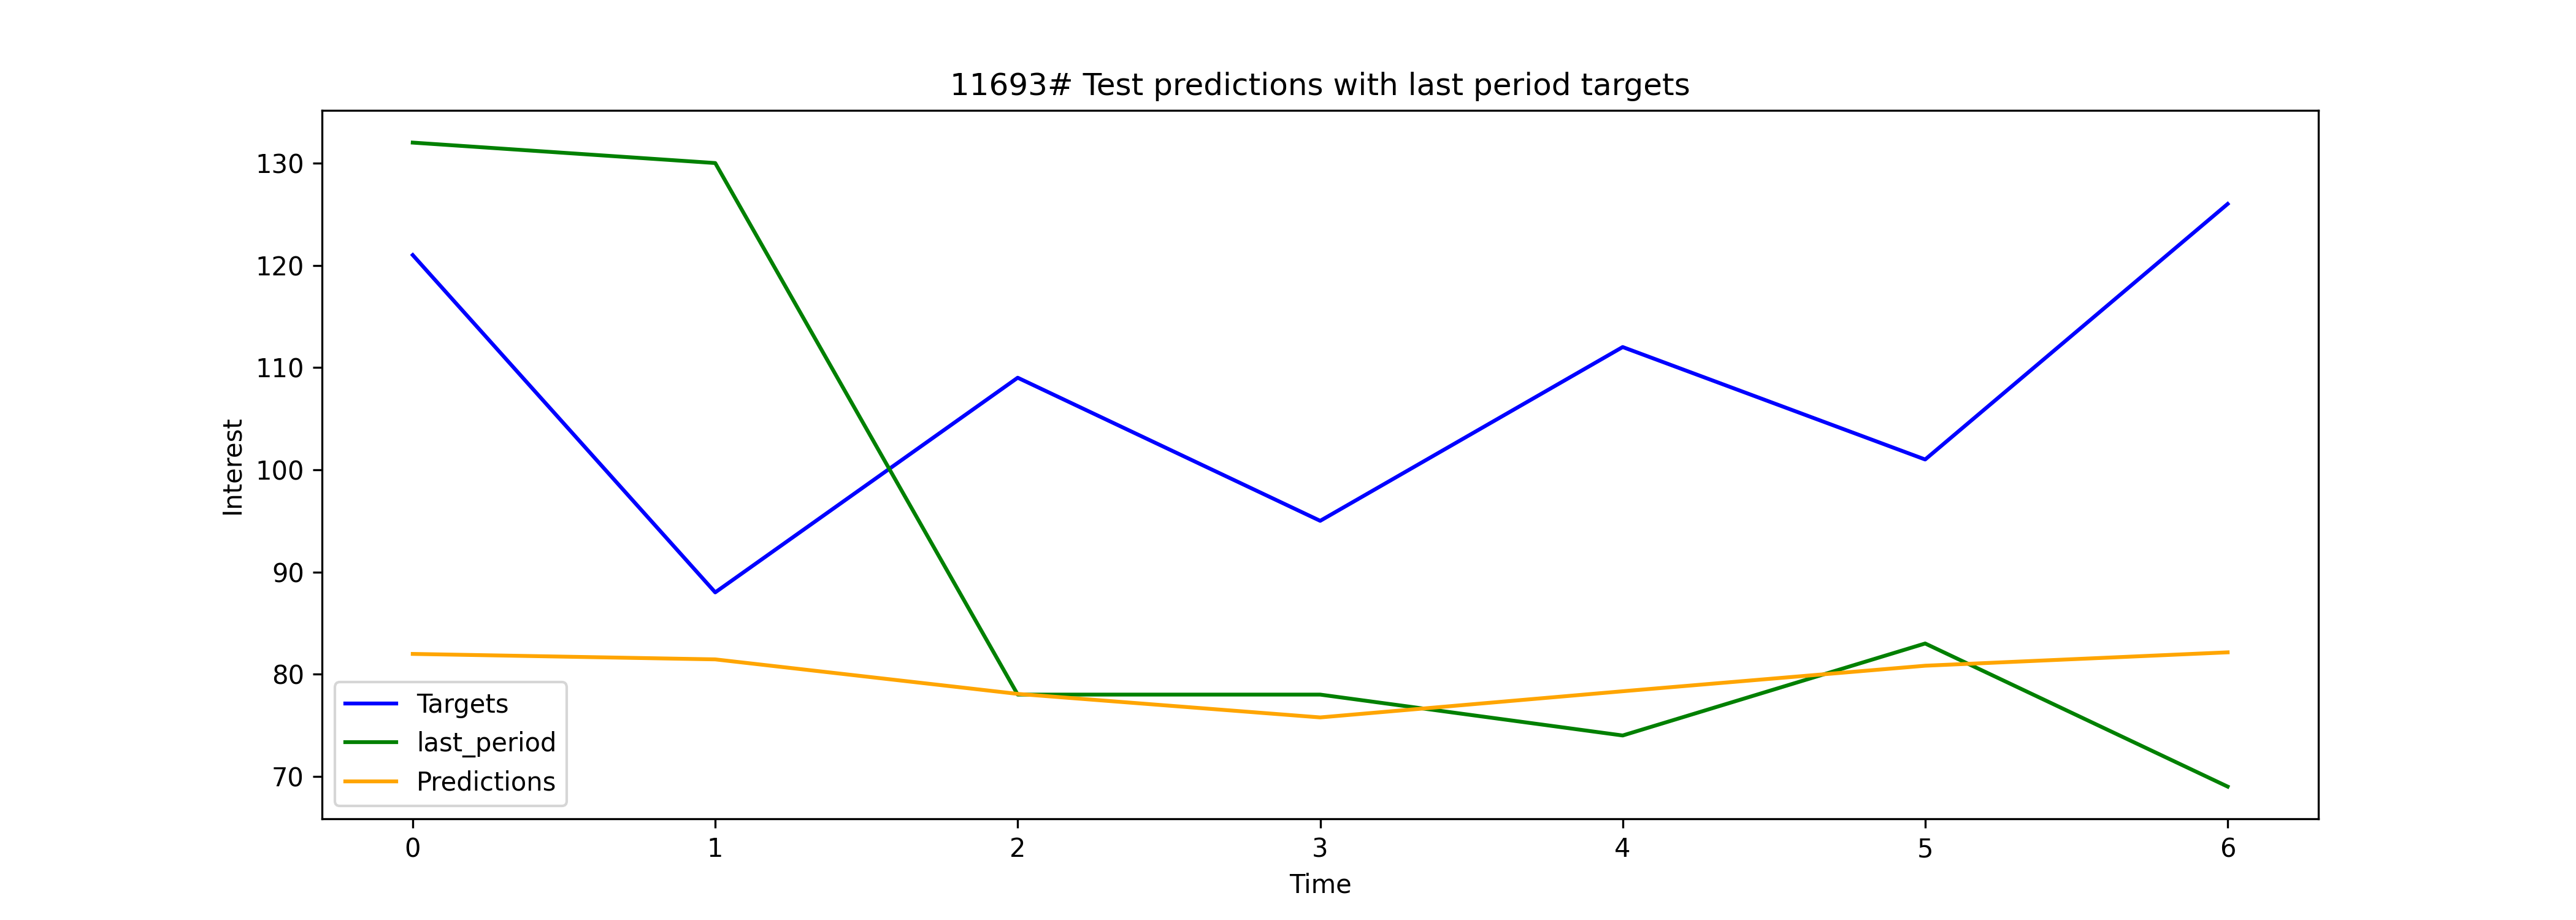 11693# Test predictions with last period targets
130
120
110
100
90
80
70
Interest
Targets
last_period
Predictions
0 1 2 3 4 5 6
Time